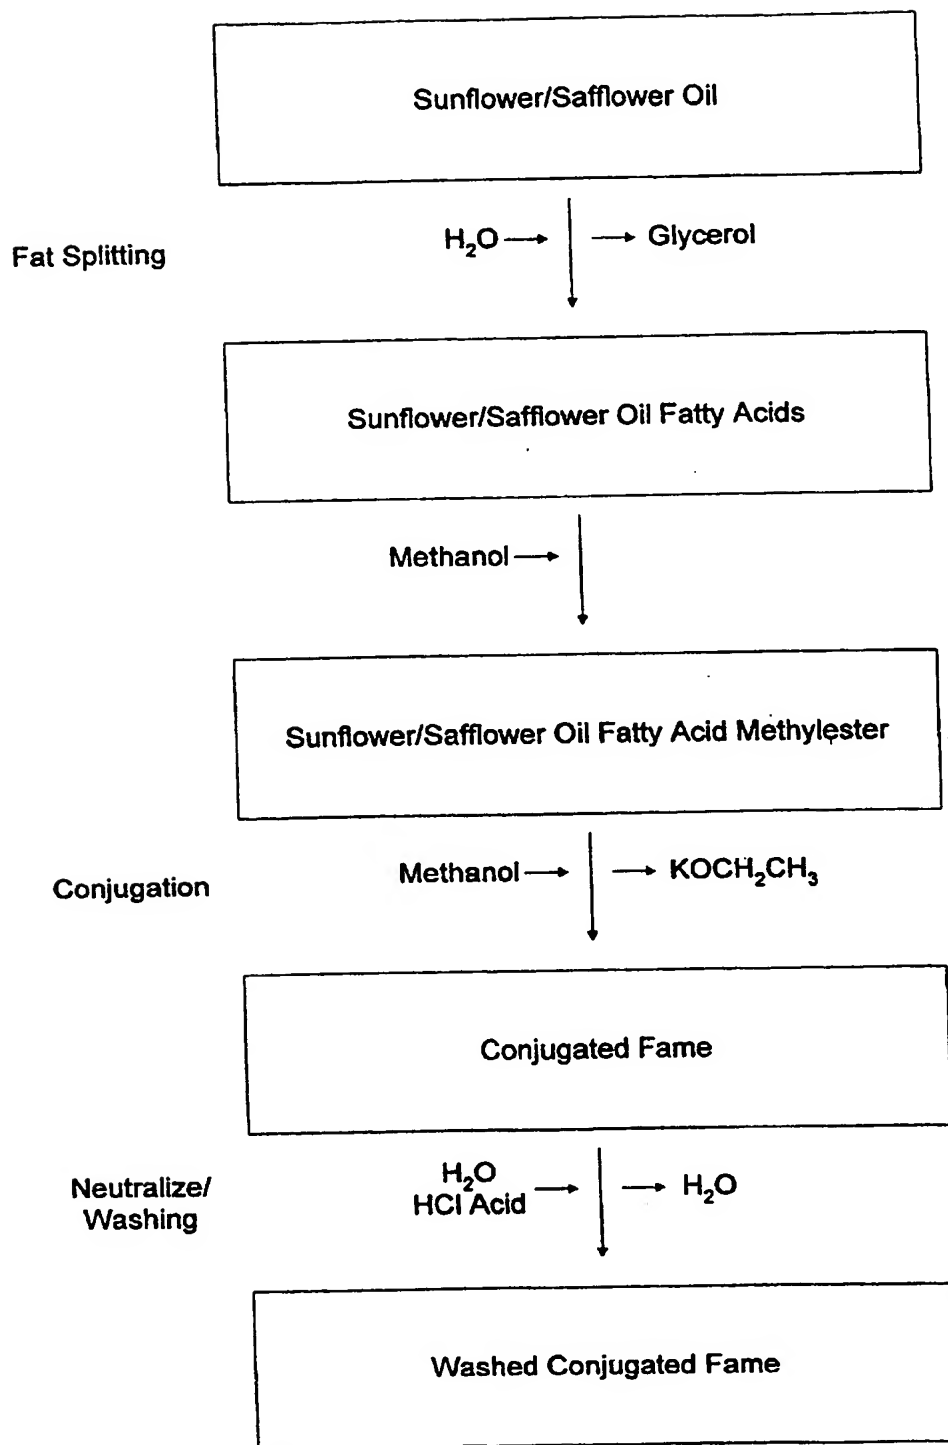 Sunflower/Safflower Oil
Fat Splitting
H₂O → → Glycerol
Sunflower/Safflower Oil Fatty Acids
Methanol →
Sunflower/Safflower Oil Fatty Acid Methylester
Conjugation
Methanol → → KOCH₂CH₃
Conjugated Fame
Neutralize/
Washing
H₂O
HCl Acid → → H₂O
Washed Conjugated Fame